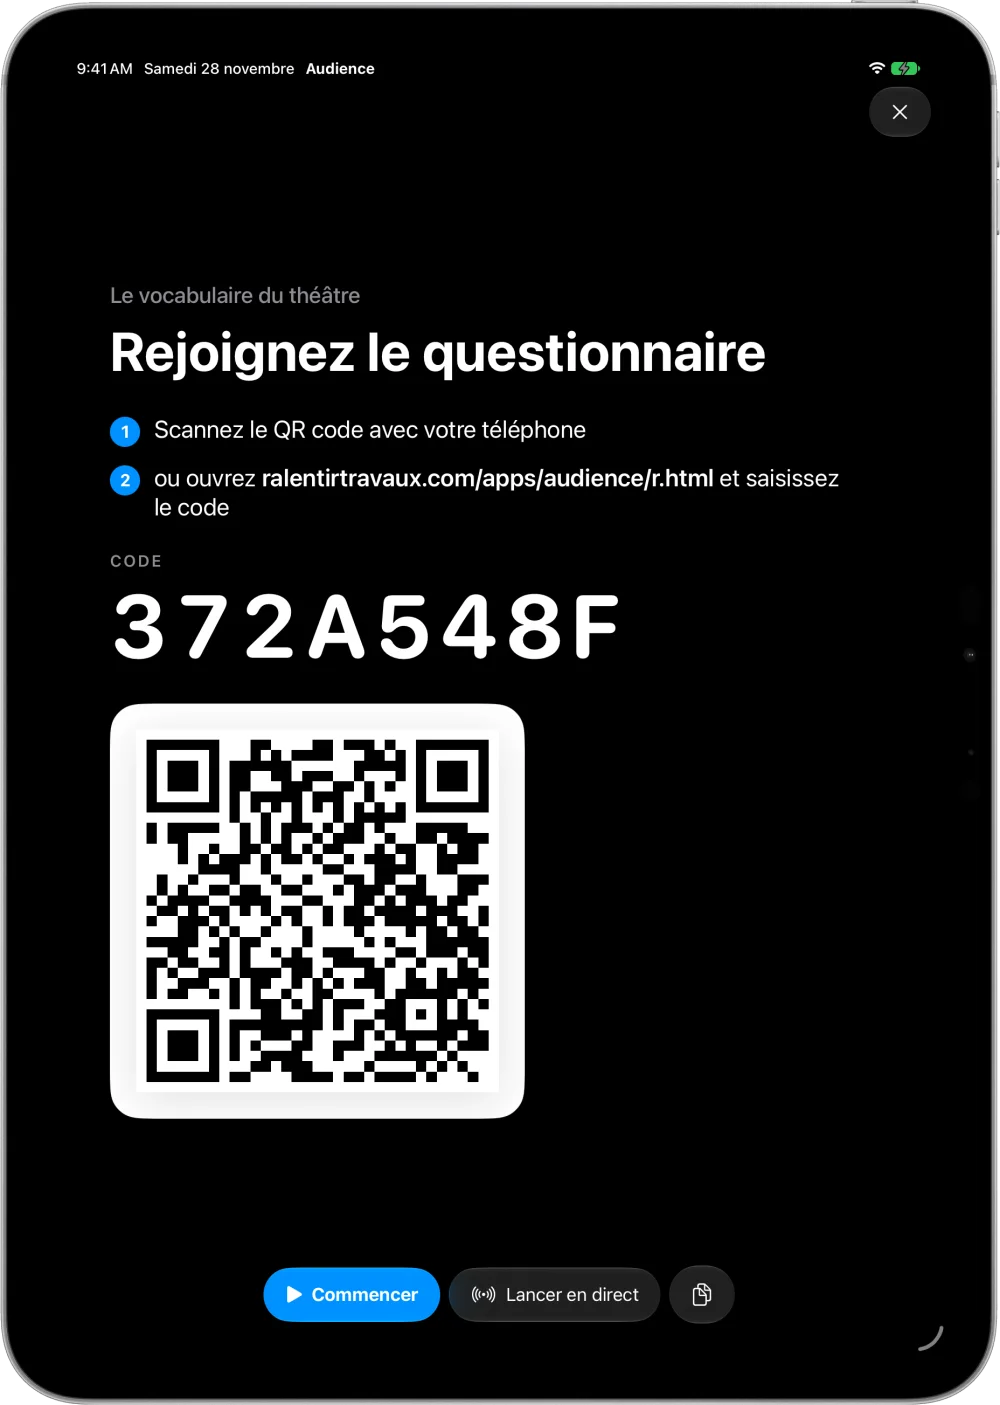 9:41 AM Samedi 28 novembre Audience
Le vocabulaire du théâtre
Rejoignez le questionnaire
1 Scannez le QR code avec votre téléphone
2 ou ouvrez ralentirtravaux.com/apps/audience/r.html et saisissez
le code
CODE
372A548F
Commencer
Lancer en direct